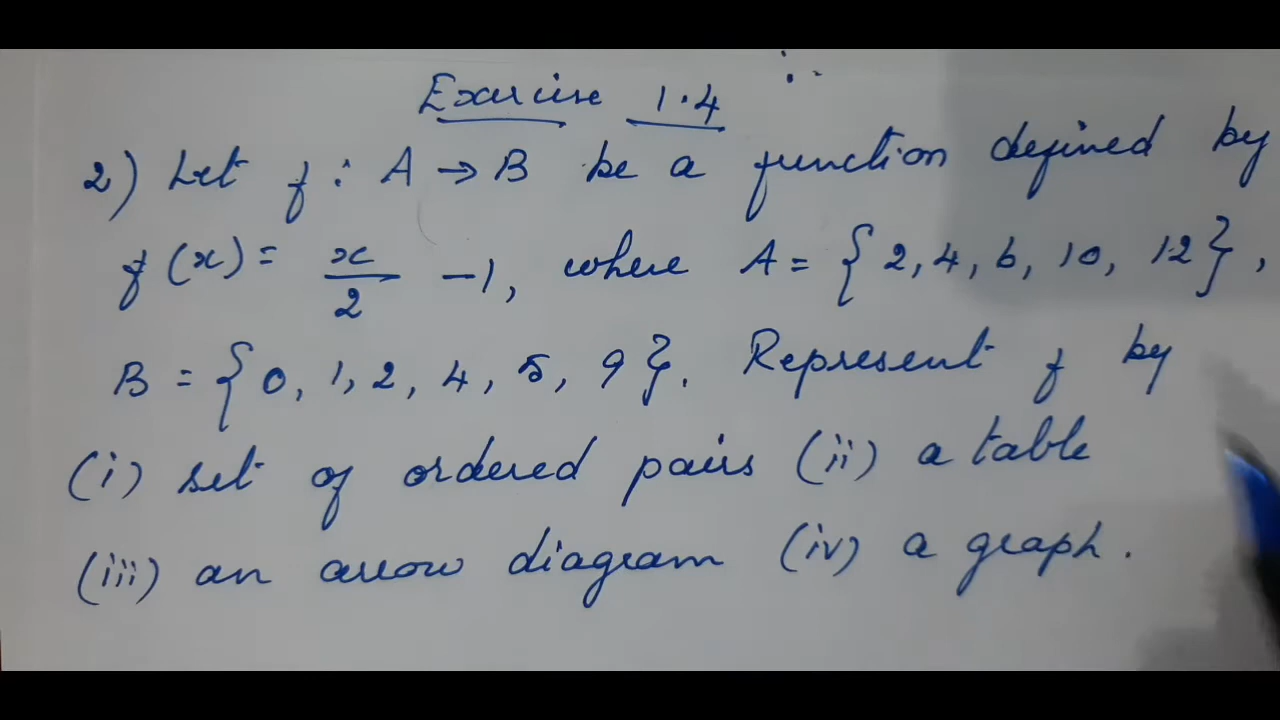 Exercise 1.4
2) Let f : A → B be a function defined by
f(x) = x/2 - 1, where A = { 2, 4, 6, 10, 12 },
B = { 0, 1, 2, 4, 5, 9 }. Represent f by
(i) set of ordered pairs (ii) a table
(iii) an arrow diagram (iv) a graph.